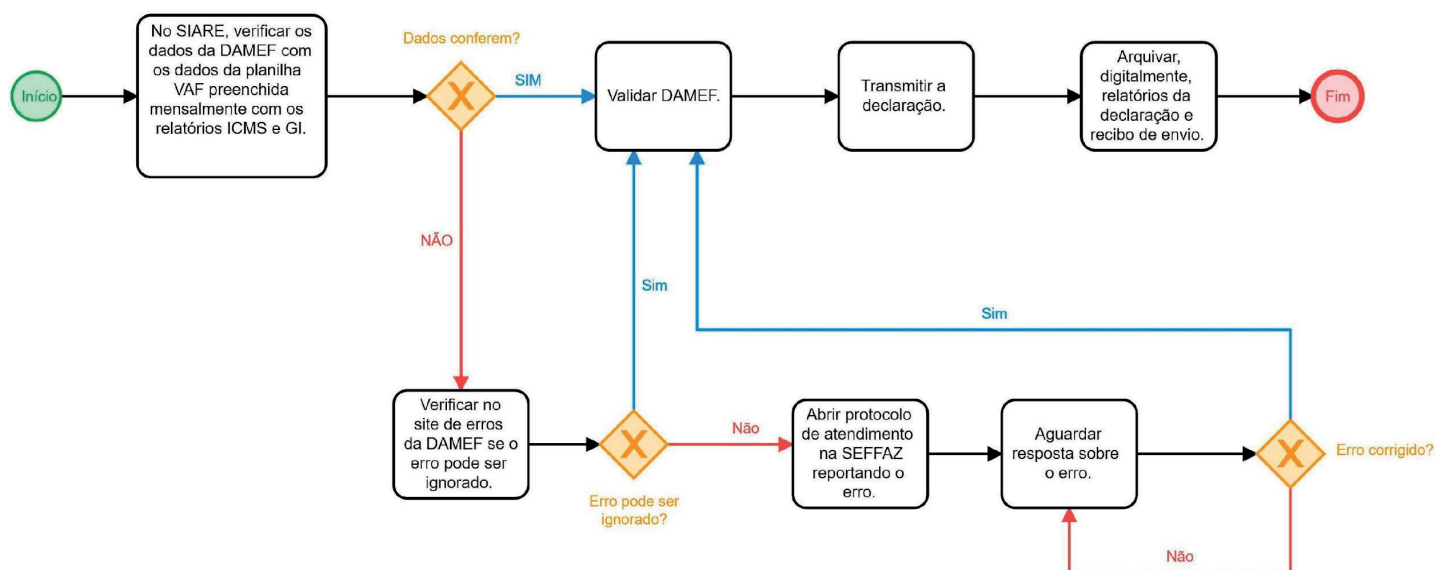 Início
No SIARE, verificar os
dados da DAMEF com
os dados da planilha
VAF preenchida
mensalmente com os
relatórios ICMS e GI.
Dados conferem?
SIM
Validar DAMEF.
Transmitir a
declaração.
Arquivar,
digitalmente,
relatórios da
declaração e
recibo de envio.
Fim
NÃO
Sim
Sim
Verificar no
site de erros
da DAMEF se o
erro pode ser
ignorado.
Erro pode ser
ignorado?
Não
Abrir protocolo
de atendimento
na SEFFAZ
reportando o
erro.
Aguardar
resposta sobre
o erro.
Erro corrigido?
Não